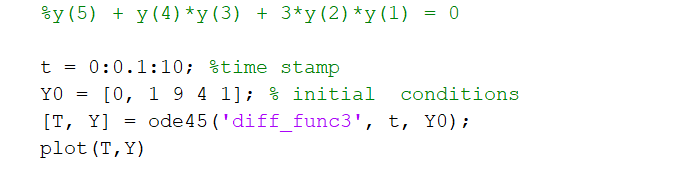 %y(5) + y(4)*y(3) + 3*y(2)*y(1) = 0
t = 0:0.1:10; %time stamp
Y0 = [0, 1 9 4 1]; % initial  conditions
[T, Y] = ode45('diff_func3', t, Y0);
plot(T,Y)